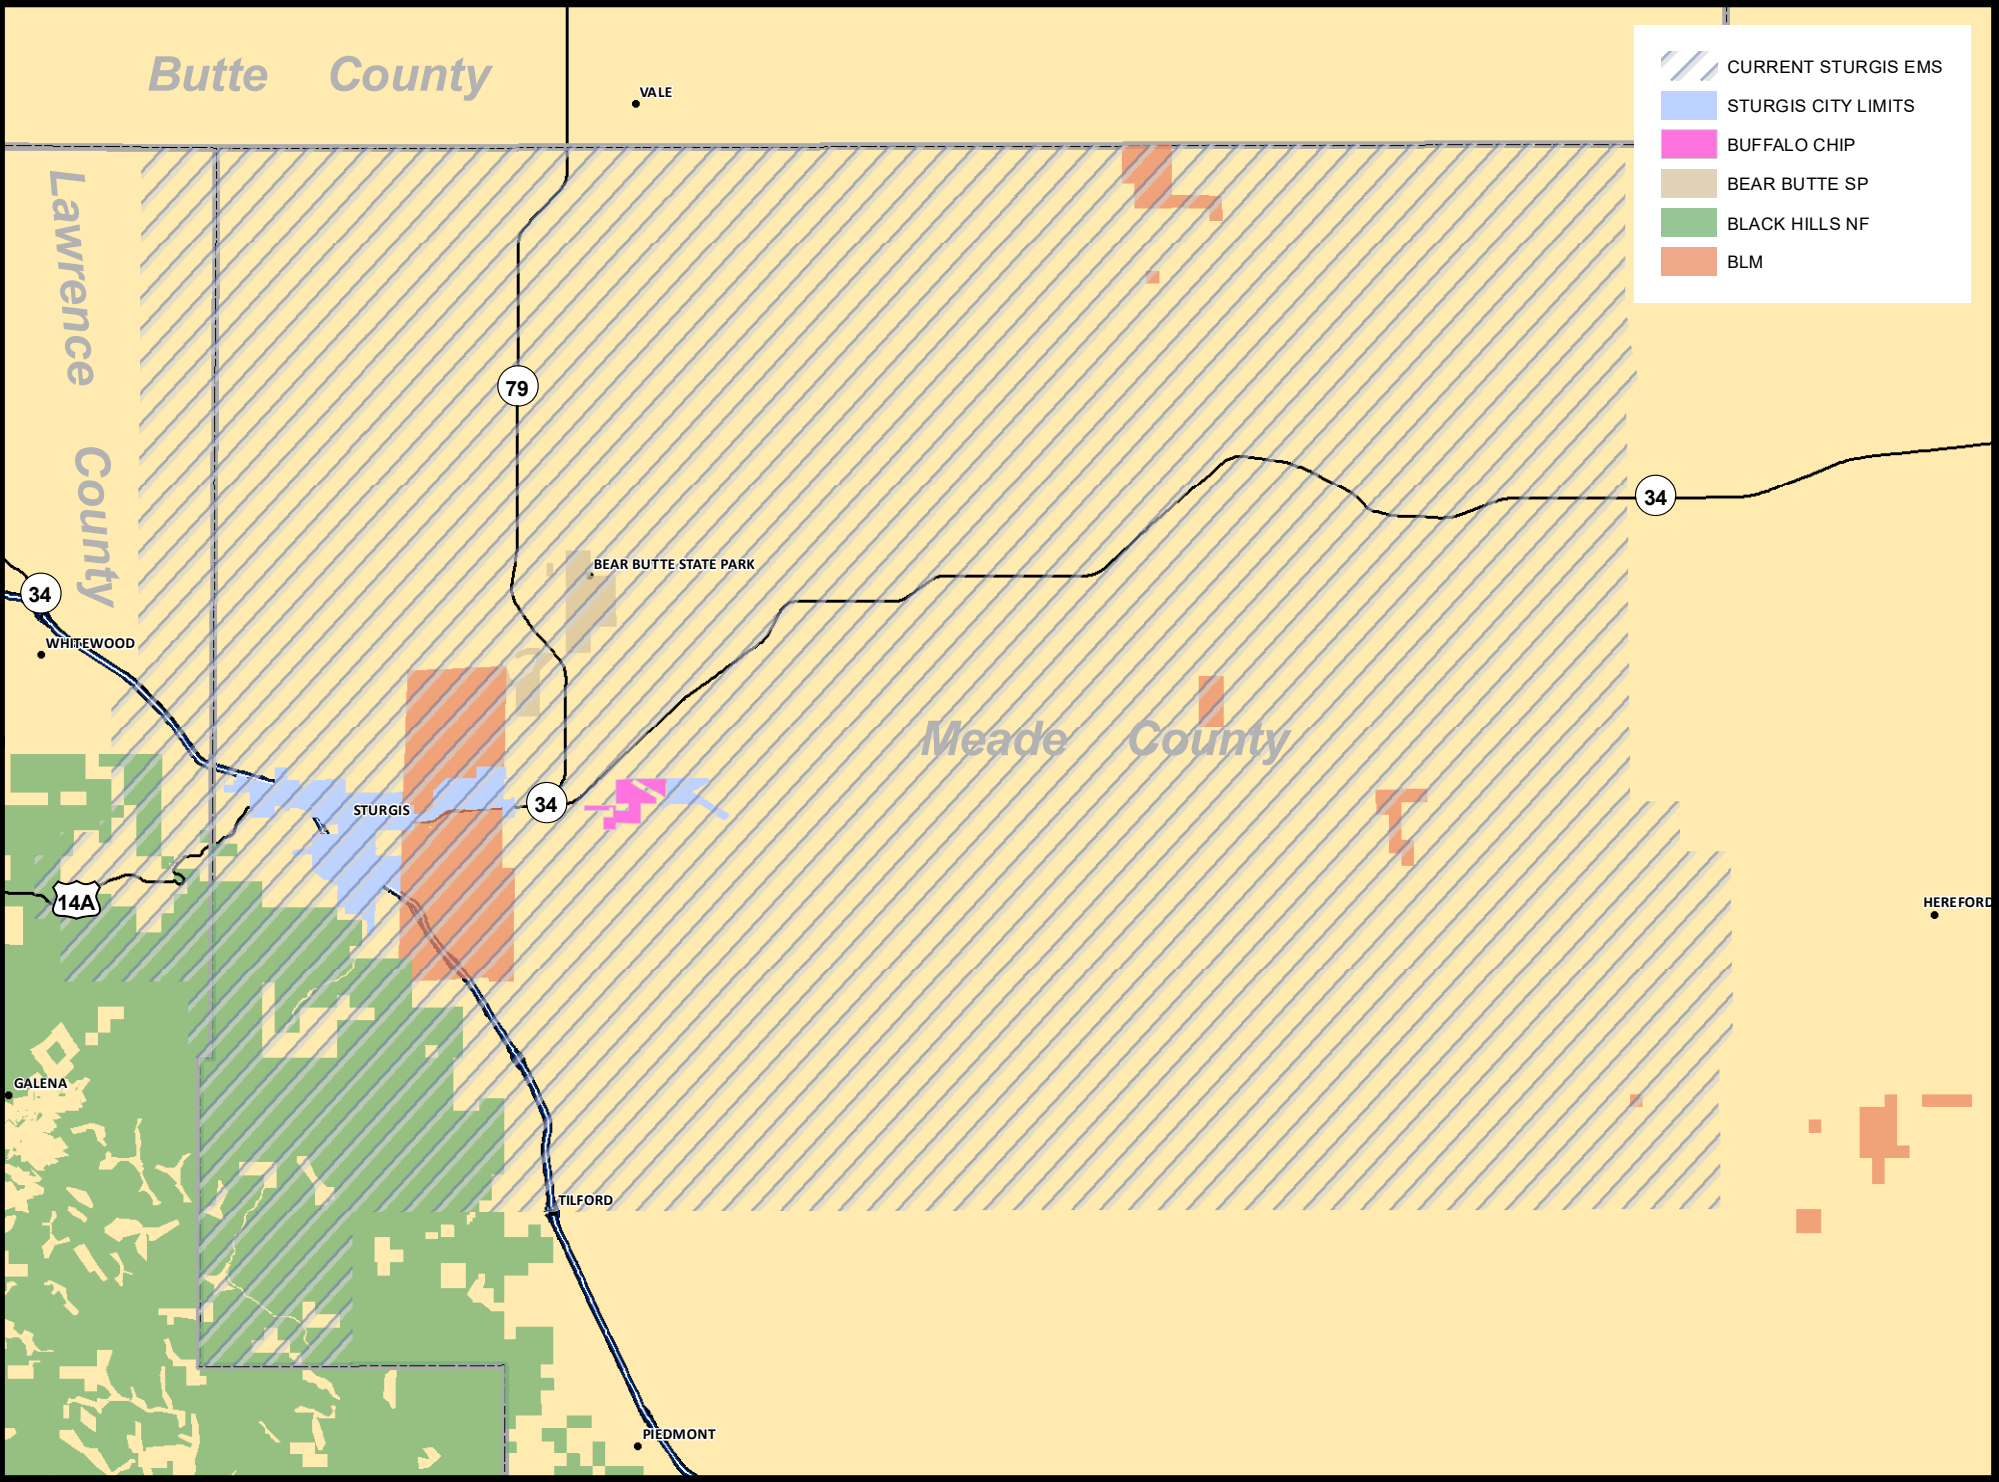 Butte County
VALE
CURRENT STURGIS EMS
STURGIS CITY LIMITS
BUFFALO CHIP
BEAR BUTTE SP
BLACK HILLS NF
BLM
Lawrence County
79
34
BEAR BUTTE STATE PARK
34
WHITEWOOD
Meade County
STURGIS
34
14A
HEREFORD
GALENA
TILFORD
PIEDMONT